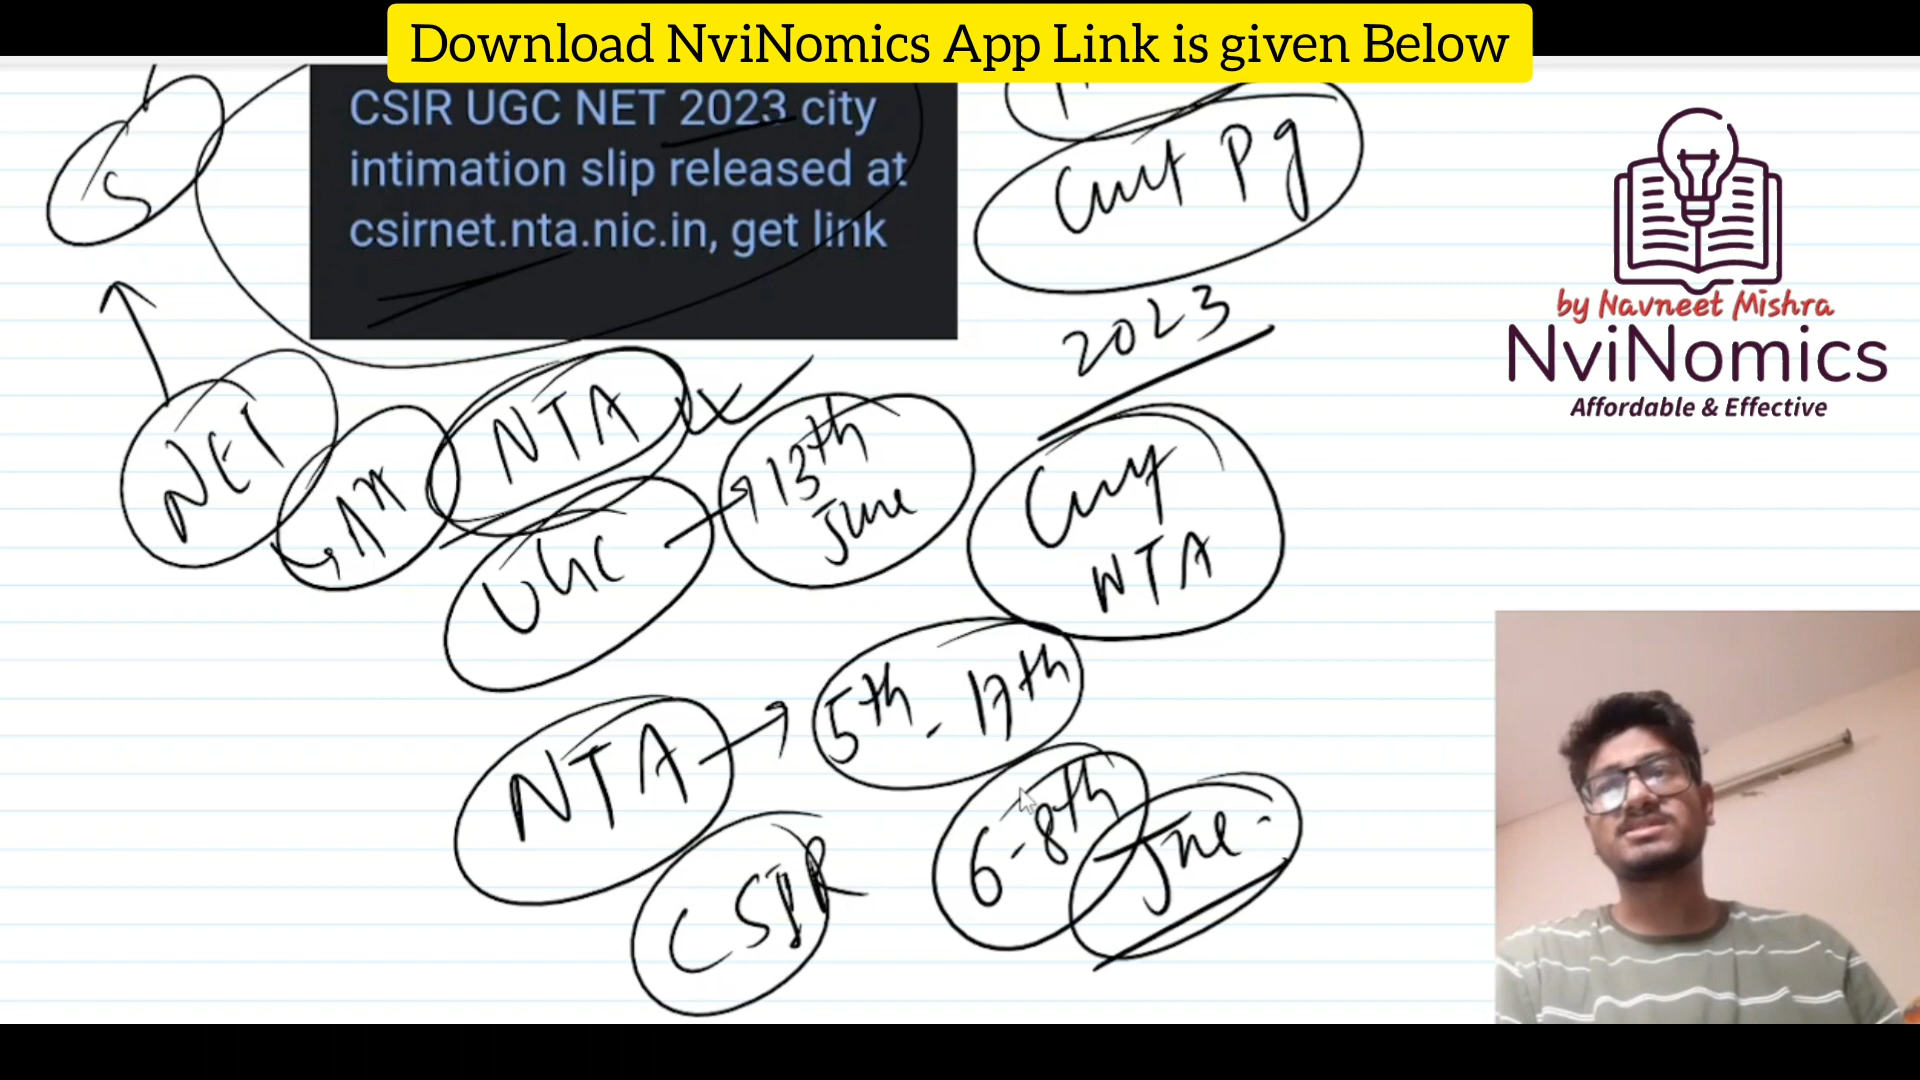 Download NviNomics App Link is given Below
CSIR UGC NET 2023 city
intimation slip released at
csirnet.nta.nic.in, get link
S
Cuet Pg
2023
by Navneet Mishra
NviNomics
Affordable & Effective
NET
NTA
13th
June
UGC
Cuet
NTA
NTA
5th - 17th
6-8th
June
CSIR